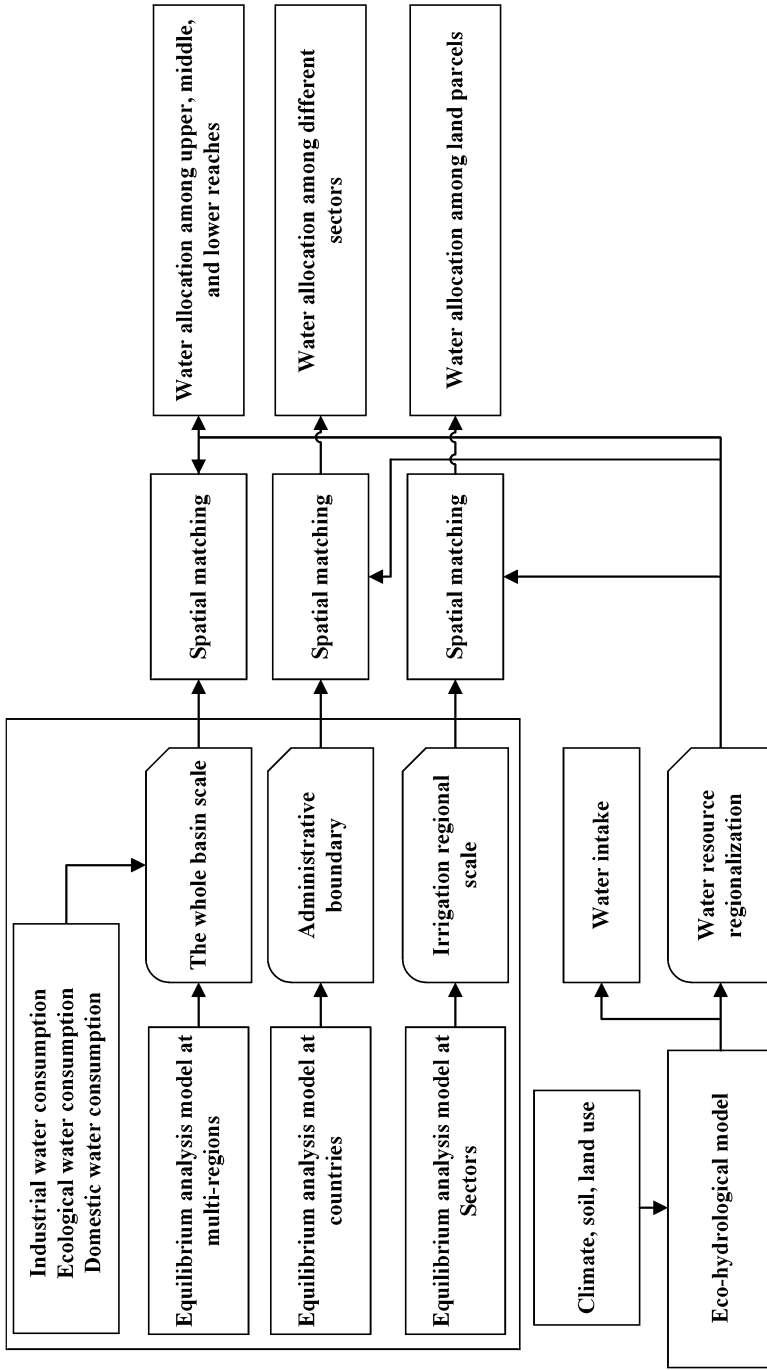 Industrial water consumption
Ecological water consumption
Domestic water consumption
Equilibrium analysis model at
multi-regions
The whole basin scale
Spatial matching
Water allocation among upper, middle,
and lower reaches
Equilibrium analysis model at
countries
Administrative
boundary
Spatial matching
Water allocation among different
sectors
Equilibrium analysis model at
Sectors
Irrigation regional
scale
Spatial matching
Water allocation among land parcels
Climate, soil, land use
Water intake
Eco-hydrological model
Water resource
regionalization